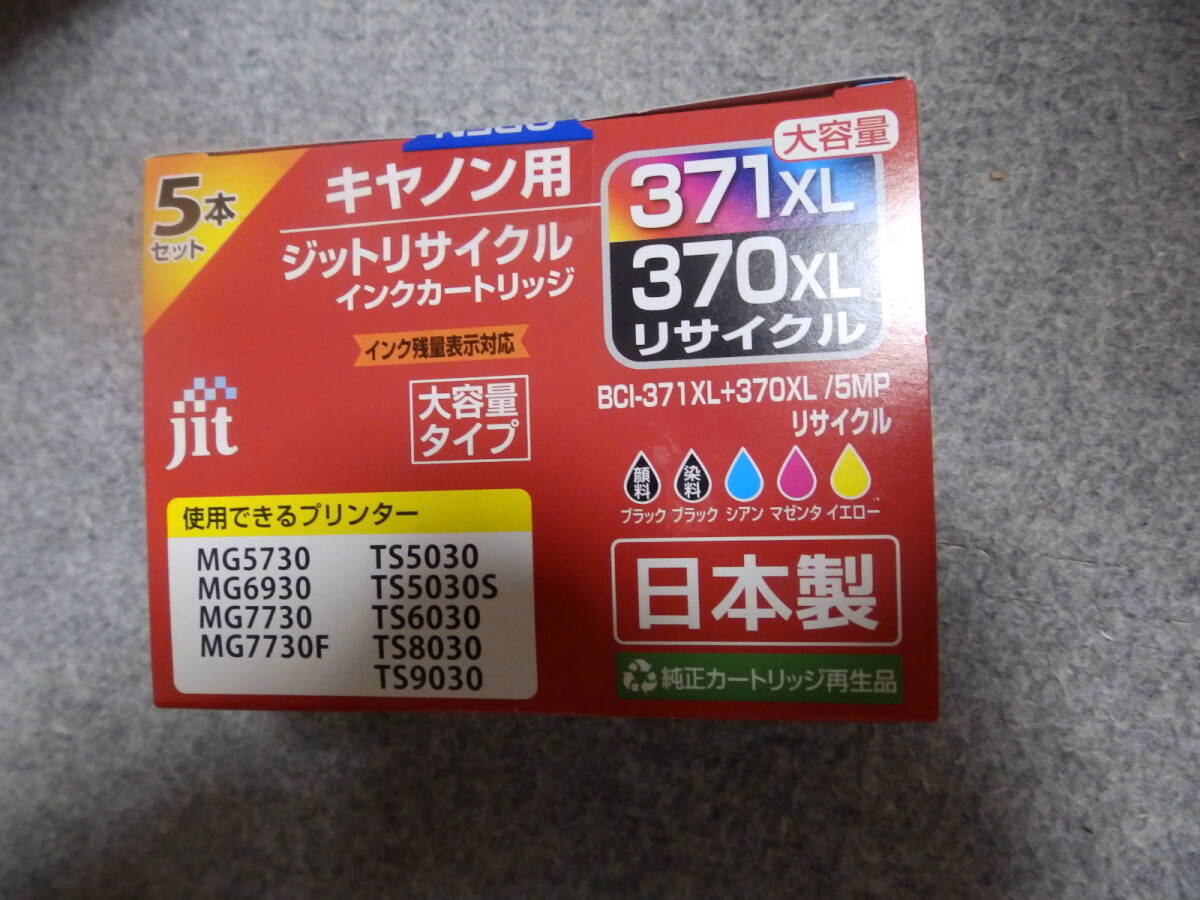 OPEN
5本
セット
キヤノン用
ジットリサイクル
インクカートリッジ
インク残量表示対応
jit
大容量
タイプ
大容量
371XL
370XL
リサイクル
BCI-371XL+370XL /5MP
リサイクル
顔料 染料
ブラック ブラック シアン マゼンタ イエロー
使用できるプリンター
MG5730 TS5030
MG6930 TS5030S
MG7730 TS6030
MG7730F TS8030
TS9030
日本製
純正カートリッジ再生品